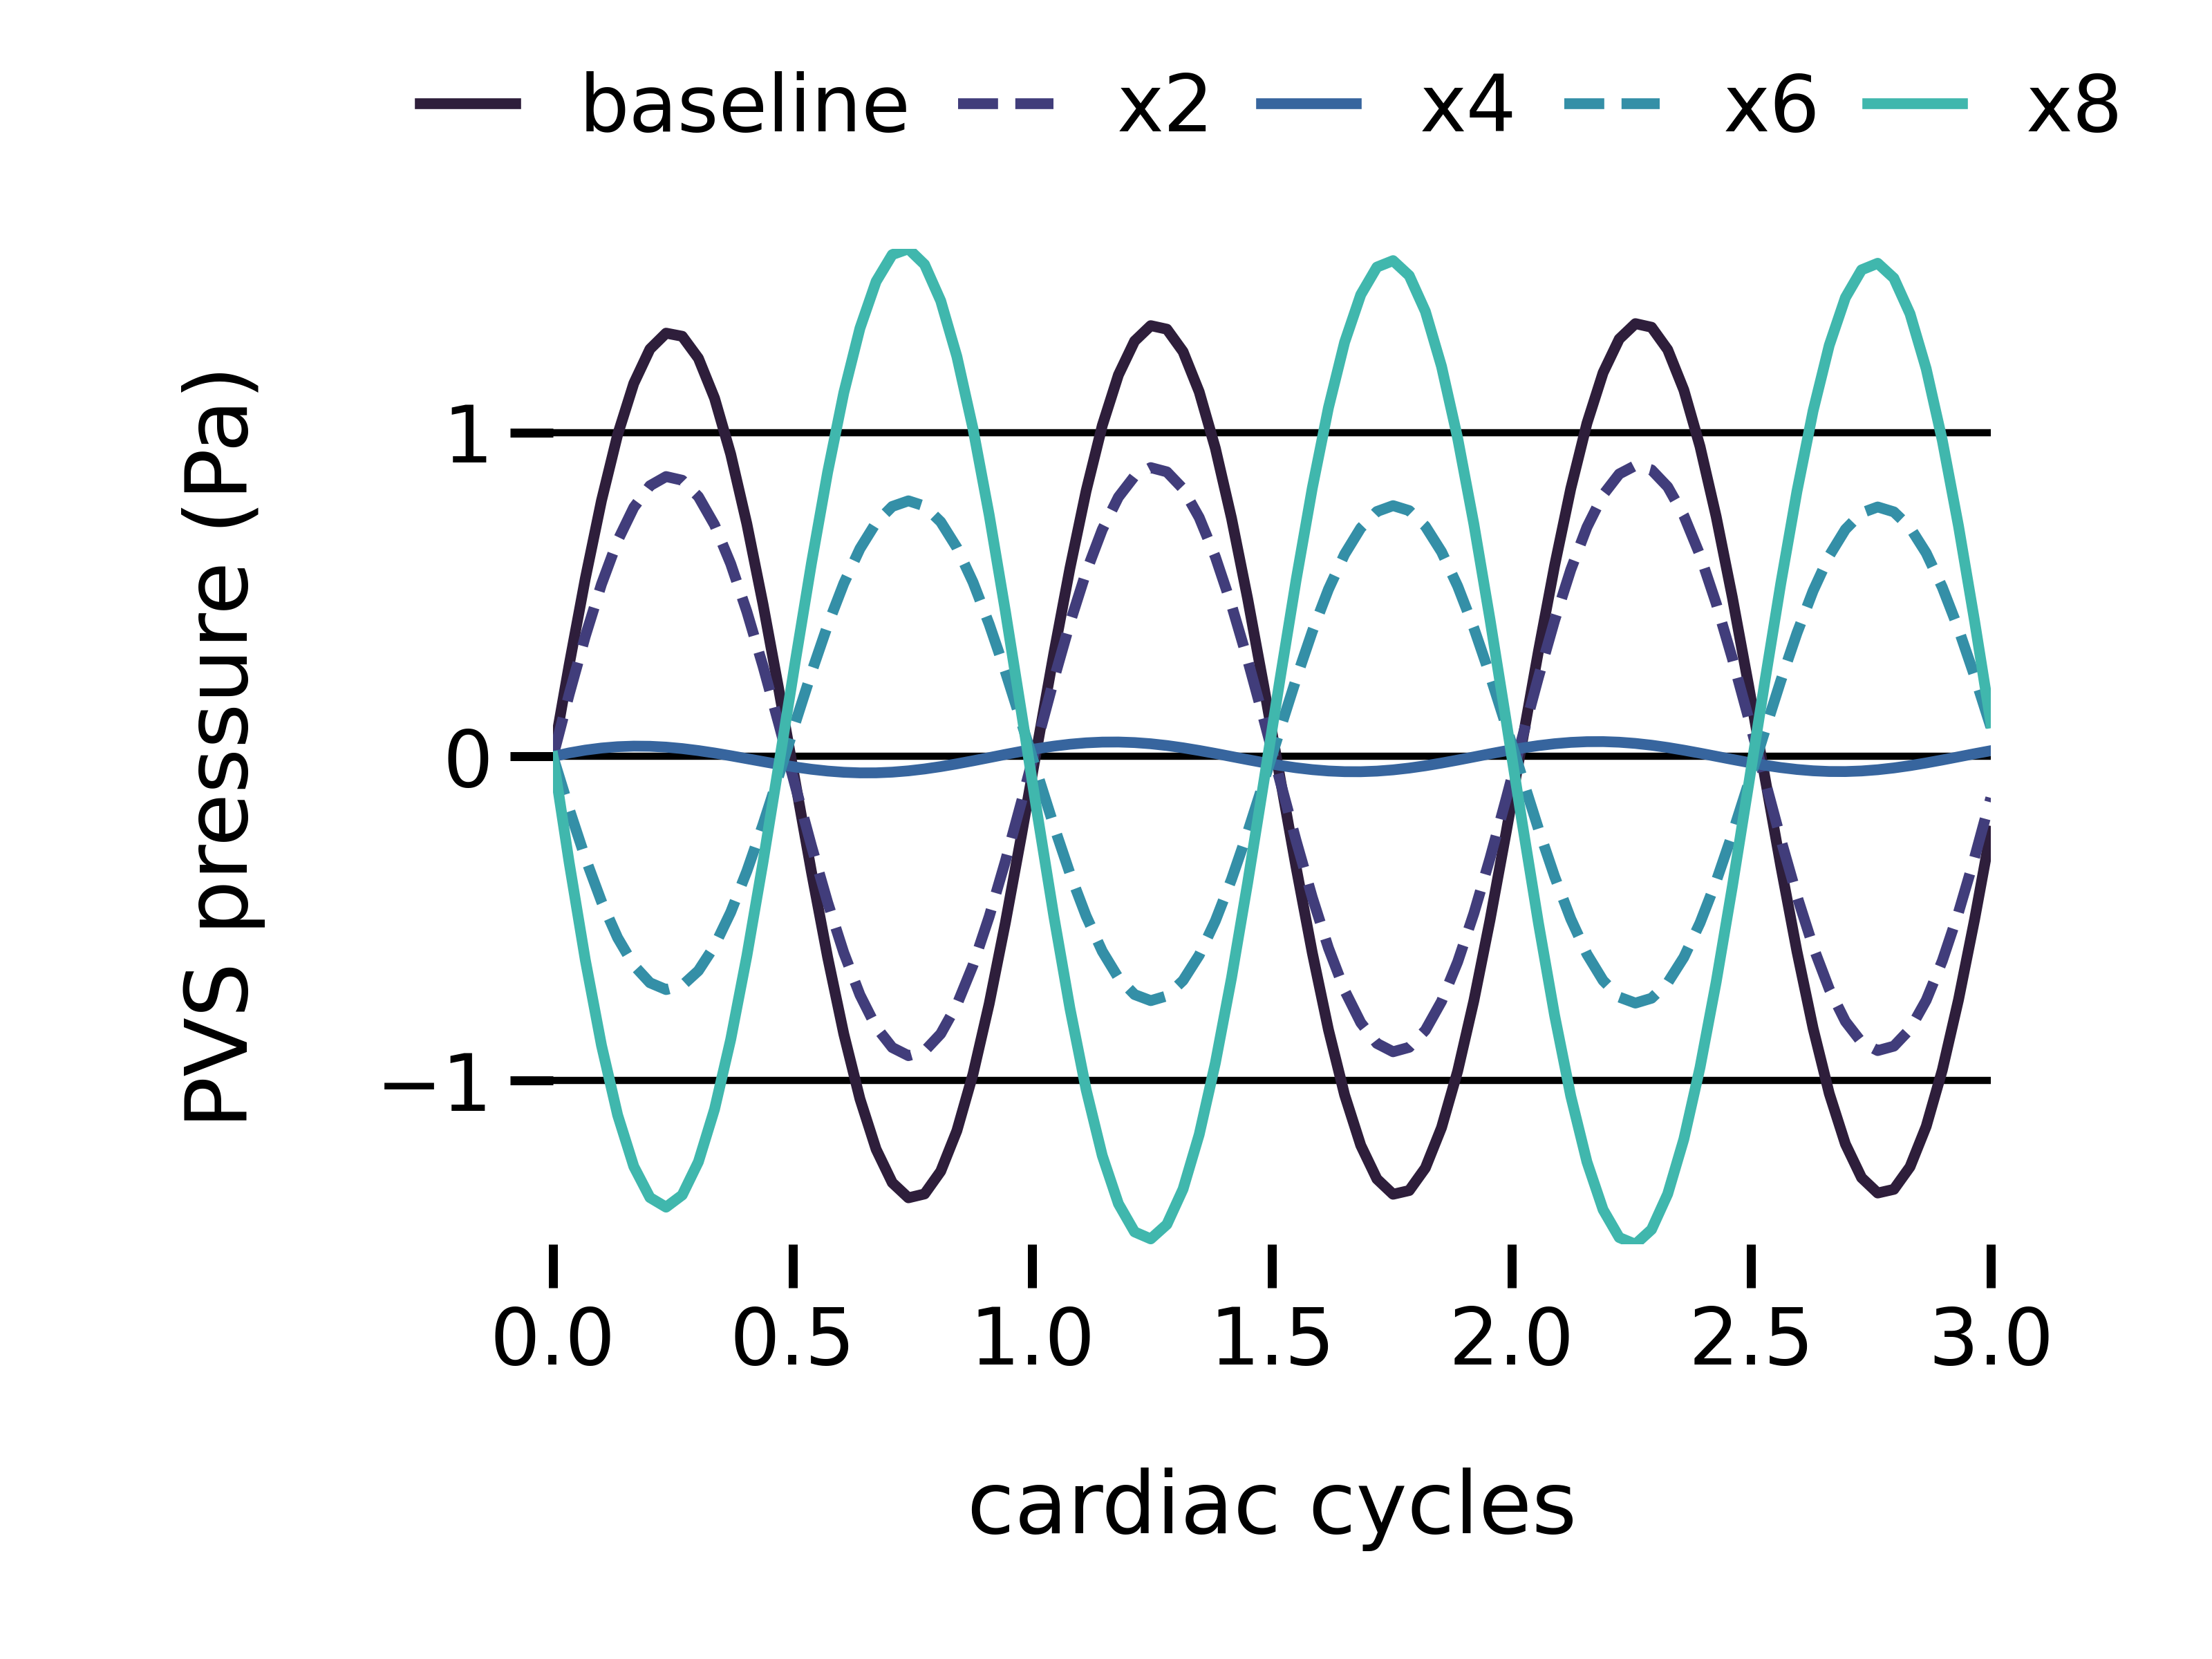 baseline x2 x4 x6 x8
PVS pressure (Pa)
1
0
−1
0.0 0.5 1.0 1.5 2.0 2.5 3.0
cardiac cycles